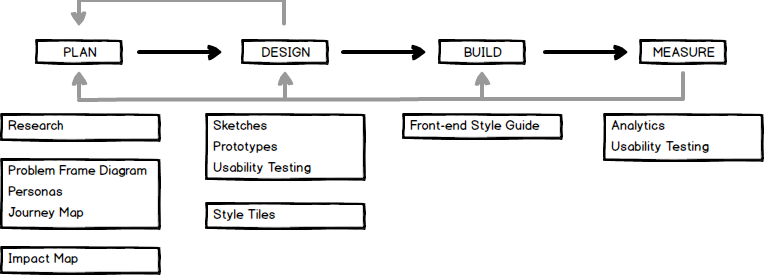 PLAN
DESIGN
BUILD
MEASURE
Research
Problem Frame Diagram
Personas
Journey Map
Impact Map
Sketches
Prototypes
Usability Testing
Style Tiles
Front-end Style Guide
Analytics
Usability Testing